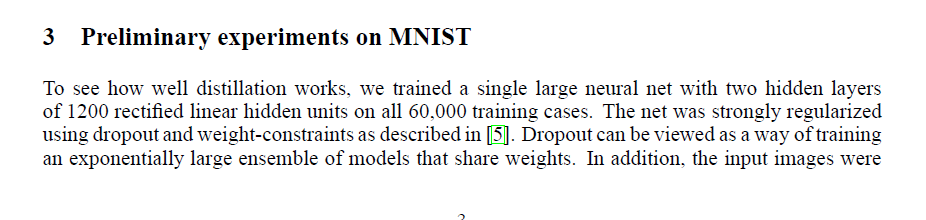 3 Preliminary experiments on MNIST
To see how well distillation works, we trained a single large neural net with two hidden layers
of 1200 rectified linear hidden units on all 60,000 training cases. The net was strongly regularized
using dropout and weight-constraints as described in [5]. Dropout can be viewed as a way of training
an exponentially large ensemble of models that share weights. In addition, the input images were